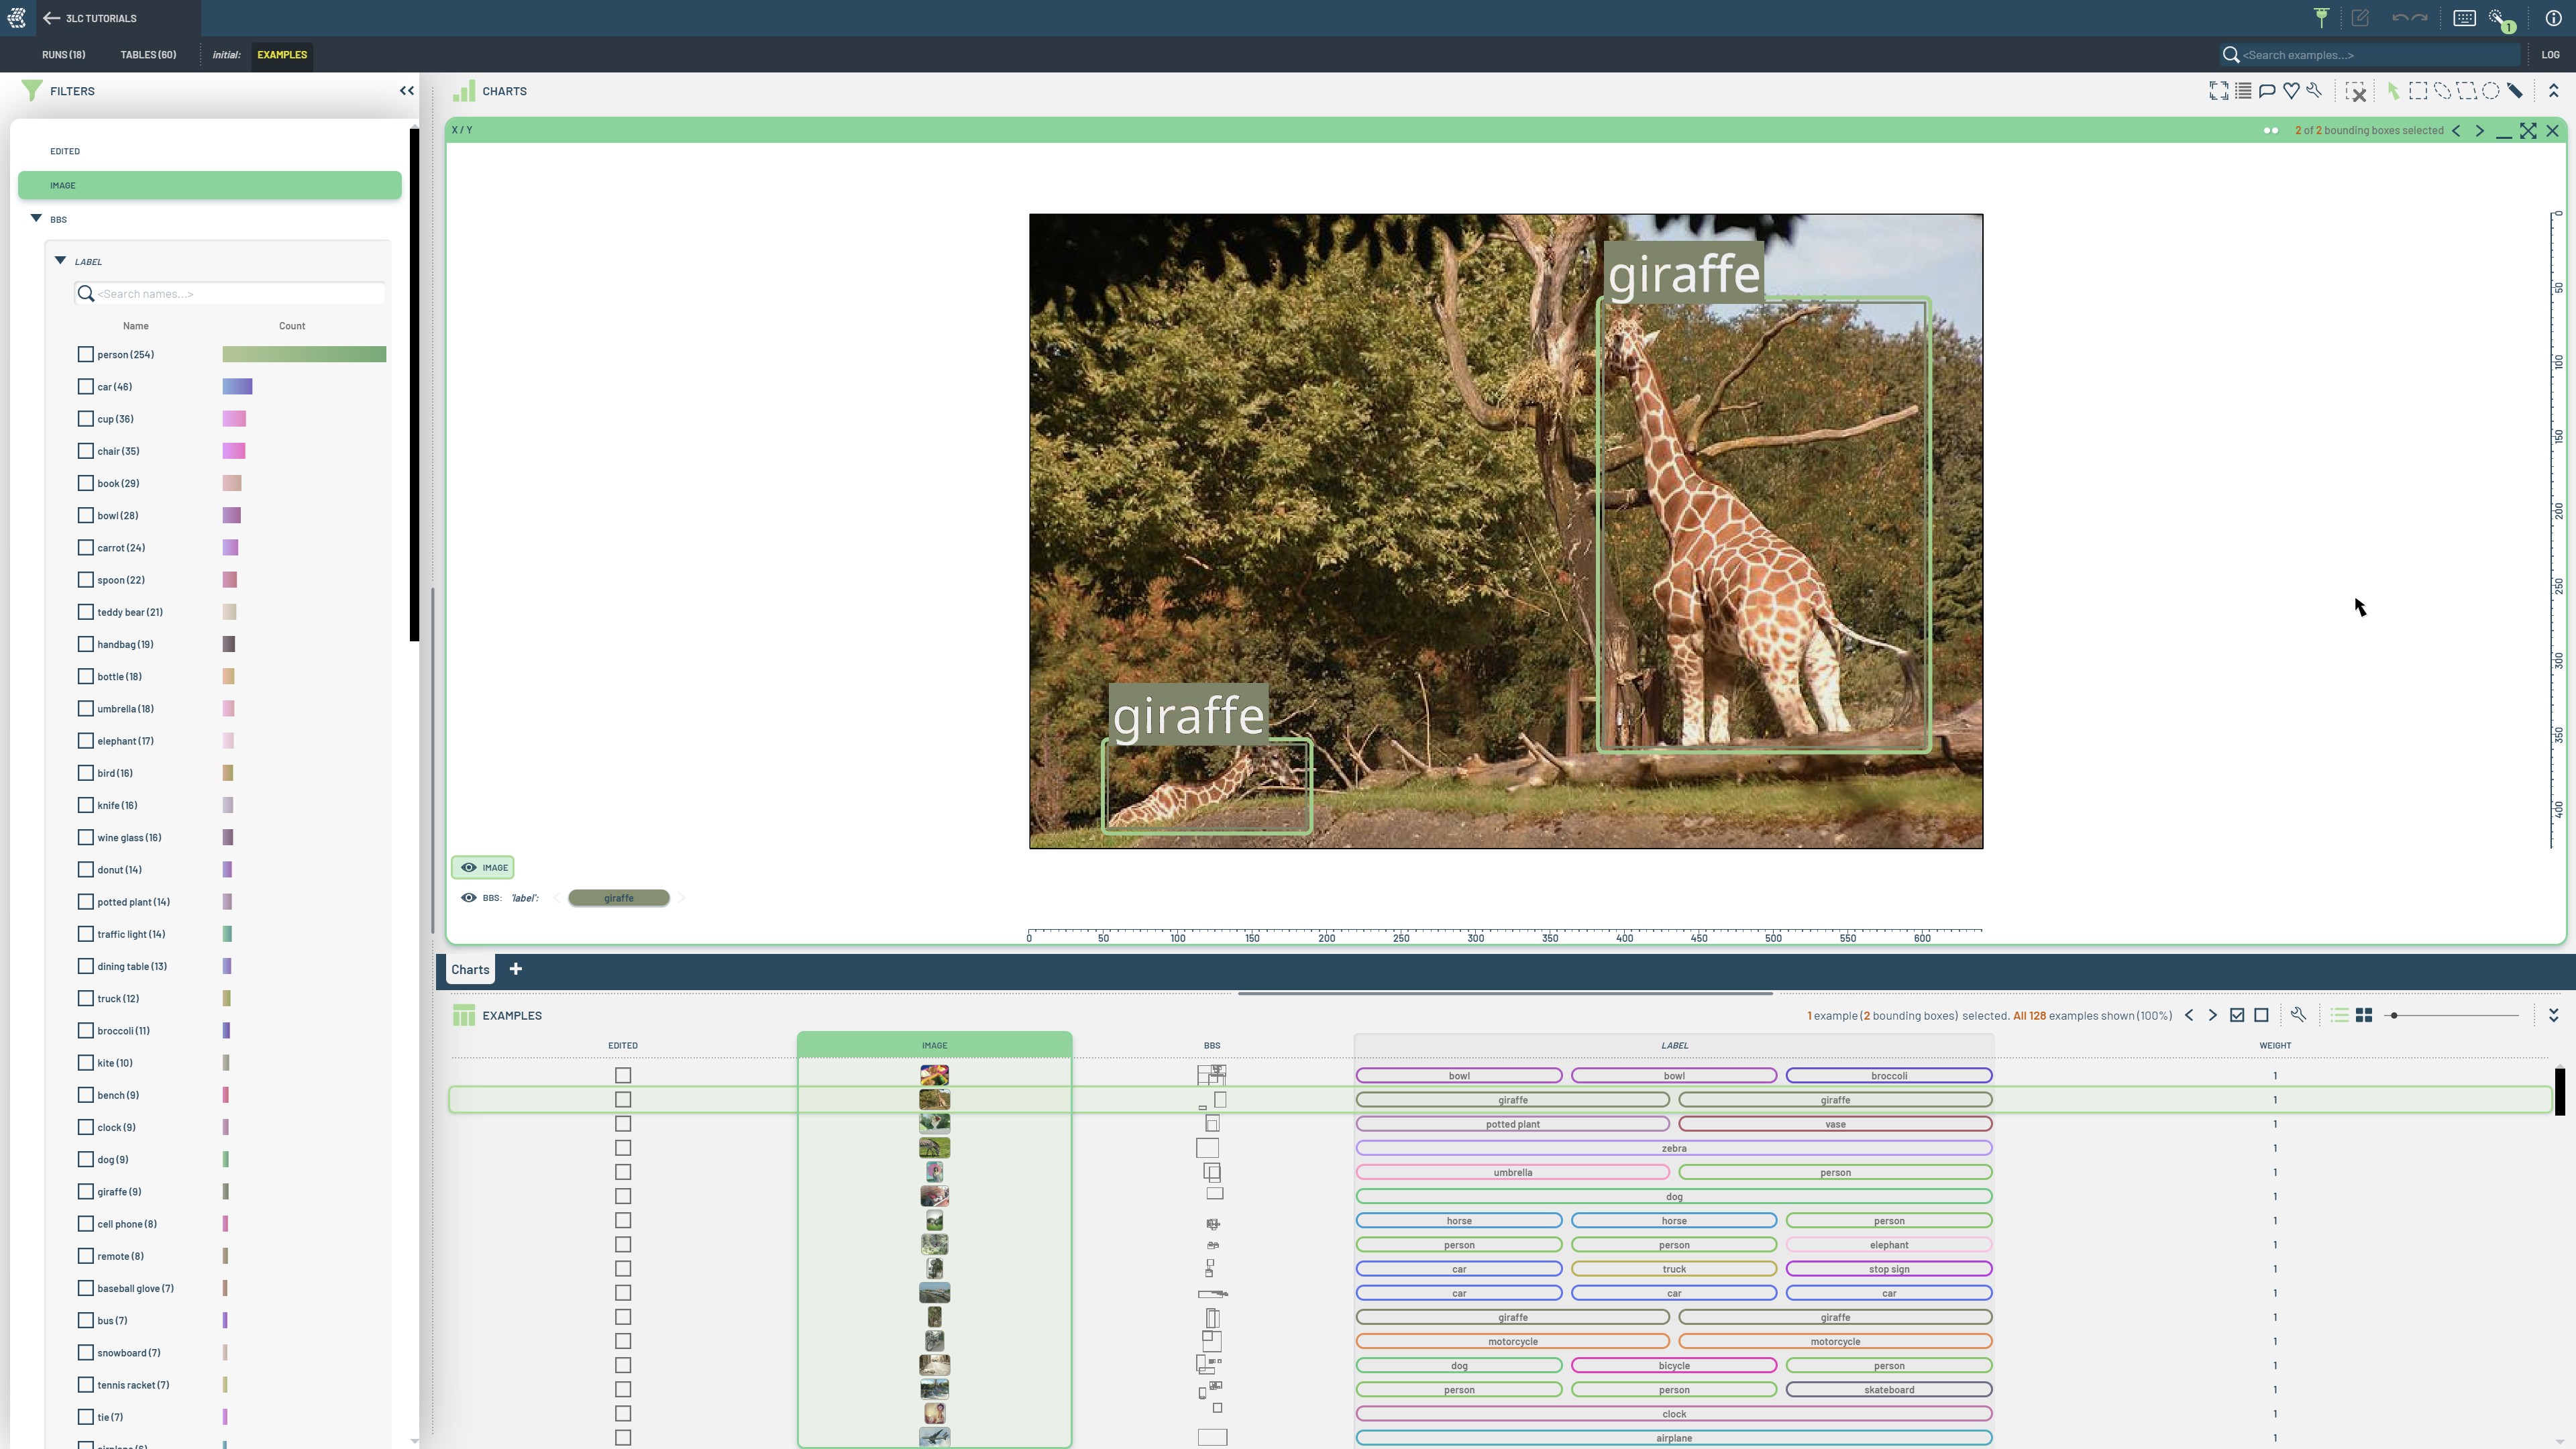 3LC TUTORIALS
1
RUNS (18) TABLES (60) initial: EXAMPLES <Search examples...> LOG
FILTERS
CHARTS
EDITED
IMAGE
BBS
LABEL
<Search names...>
Name Count
person (254)
car (46)
cup (36)
chair (35)
book (29)
bowl (28)
carrot (24)
spoon (22)
teddy bear (21)
handbag (19)
bottle (18)
umbrella (18)
elephant (17)
bird (16)
knife (16)
wine glass (16)
donut (14)
potted plant (14)
traffic light (14)
dining table (13)
truck (12)
broccoli (11)
kite (10)
bench (9)
clock (9)
dog (9)
giraffe (9)
cell phone (8)
remote (8)
baseball glove (7)
bus (7)
snowboard (7)
tennis racket (7)
tie (7)
X / Y
2 of 2 bounding boxes selected
giraffe
giraffe
0
50
100
150
200
250
300
350
400
IMAGE
BBS: 'label': giraffe
0 50 100 150 200 250 300 350 400 450 500 550 600
Charts +
EXAMPLES
1 example (2 bounding boxes) selected. All 128 examples shown (100%)
EDITED IMAGE BBS LABEL WEIGHT
bowl bowl broccoli 1
giraffe giraffe 1
potted plant vase 1
zebra 1
umbrella person 1
dog 1
horse horse person 1
person person elephant 1
car truck stop sign 1
car car car 1
giraffe giraffe 1
motorcycle motorcycle 1
dog bicycle person 1
person person skateboard 1
clock 1
airplane 1